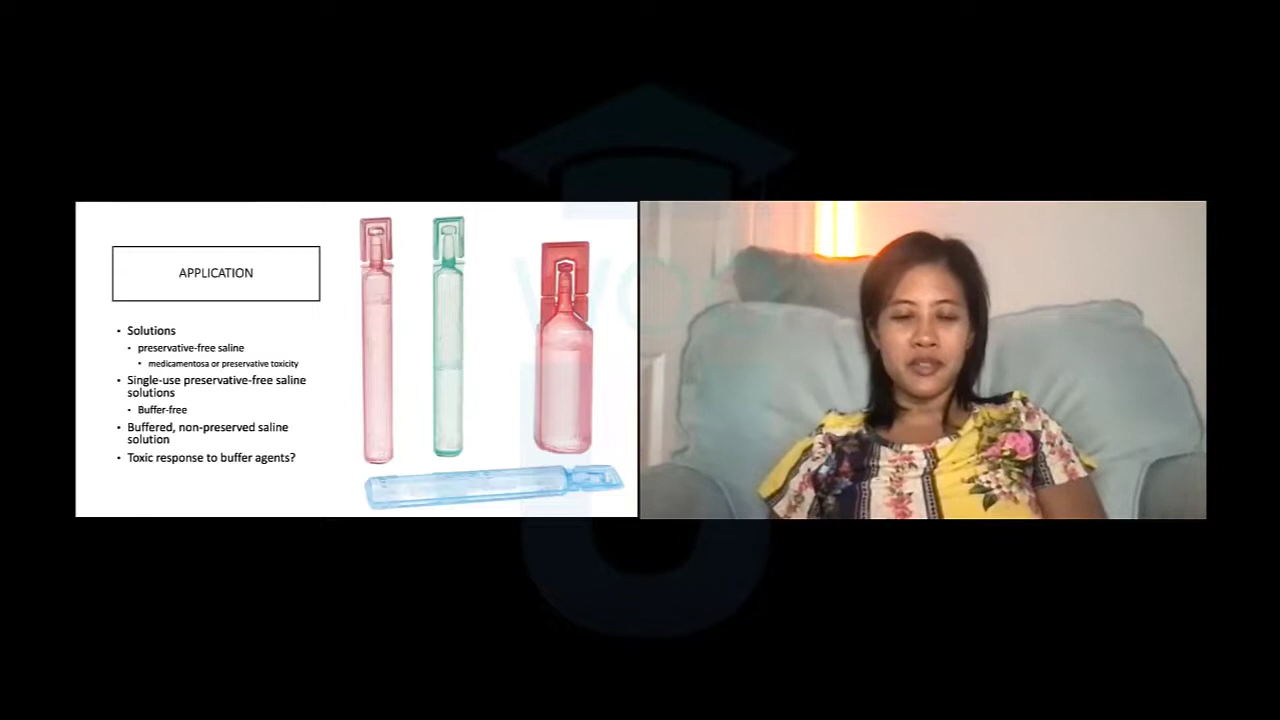 APPLICATION
• Solutions
• preservative-free saline
• medicamentosa or preservative toxicity
• Single-use preservative-free saline
solutions
• Buffer-free
• Buffered, non-preserved saline
solution
• Toxic response to buffer agents?